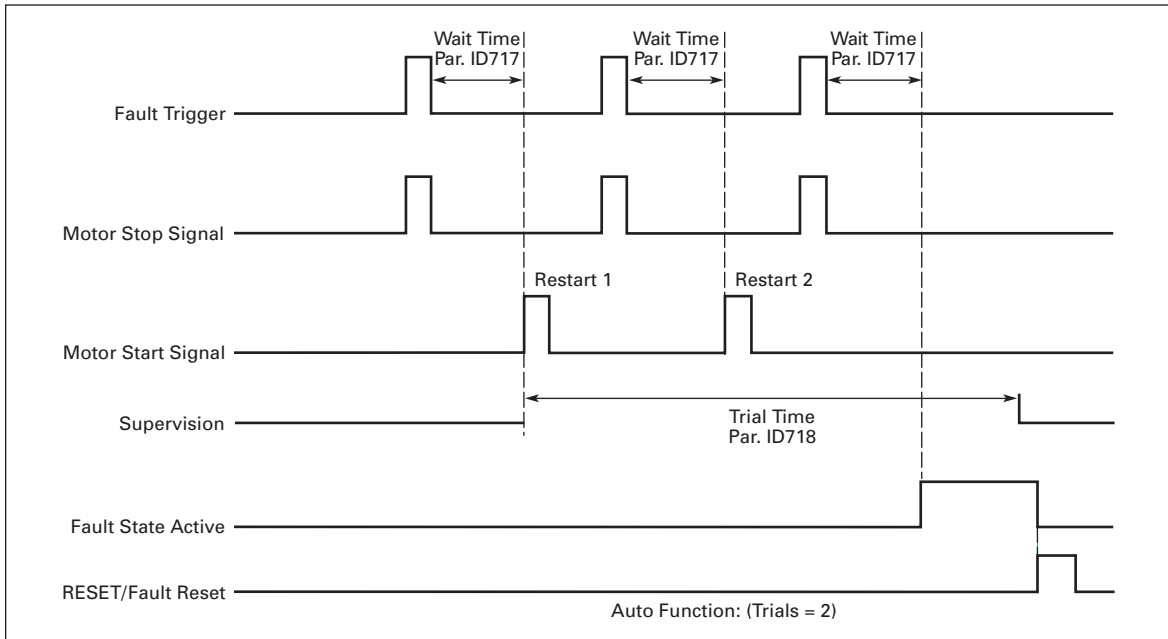 Wait Time
Par. ID717
Wait Time
Par. ID717
Wait Time
Par. ID717
Fault Trigger
Motor Stop Signal
Restart 1
Restart 2
Motor Start Signal
Supervision
Trial Time
Par. ID718
Fault State Active
RESET/Fault Reset
Auto Function: (Trials = 2)